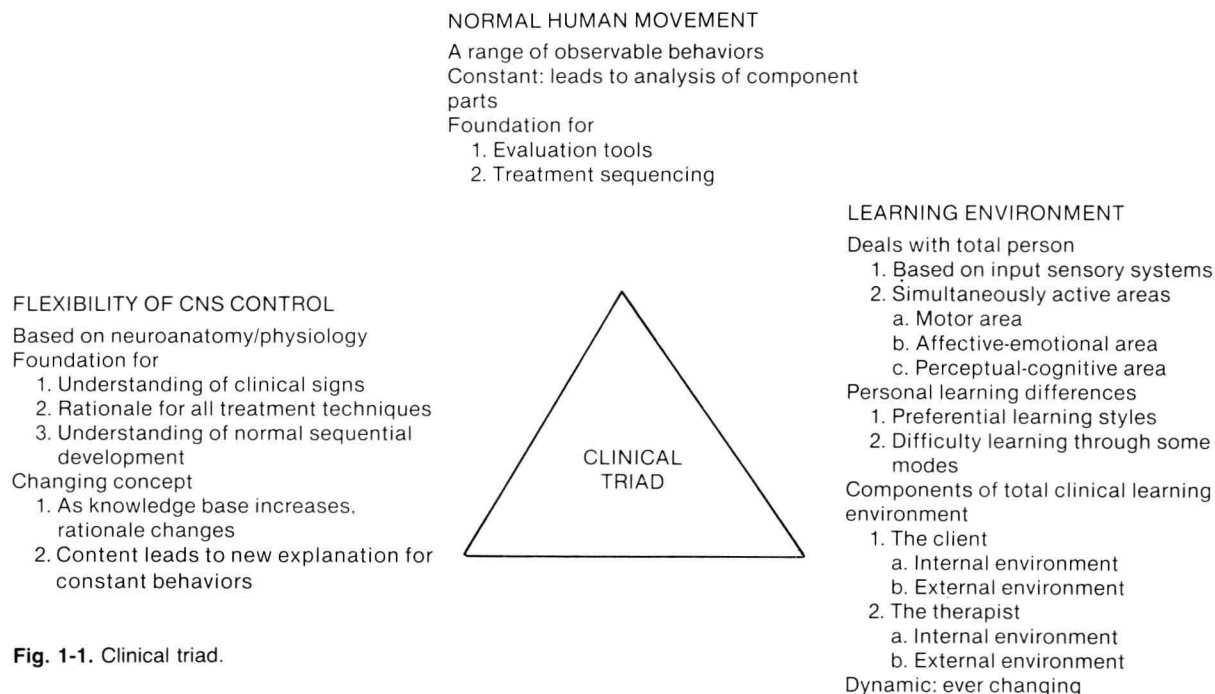 NORMAL HUMAN MOVEMENT
A range of observable behaviors
Constant: leads to analysis of component
parts
Foundation for
1. Evaluation tools
2. Treatment sequencing
FLEXIBILITY OF CNS CONTROL
Based on neuroanatomy/physiology
Foundation for
1. Understanding of clinical signs
2. Rationale for all treatment techniques
3. Understanding of normal sequential
development
Changing concept
1. As knowledge base increases,
rationale changes
2. Content leads to new explanation for
constant behaviors
CLINICAL
TRIAD
LEARNING ENVIRONMENT
Deals with total person
1. Based on input sensory systems
2. Simultaneously active areas
a. Motor area
b. Affective-emotional area
c. Perceptual-cognitive area
Personal learning differences
1. Preferential learning styles
2. Difficulty learning through some
modes
Components of total clinical learning
environment
1. The client
a. Internal environment
b. External environment
2. The therapist
a. Internal environment
b. External environment
Dynamic: ever changing
Fig. 1-1. Clinical triad.